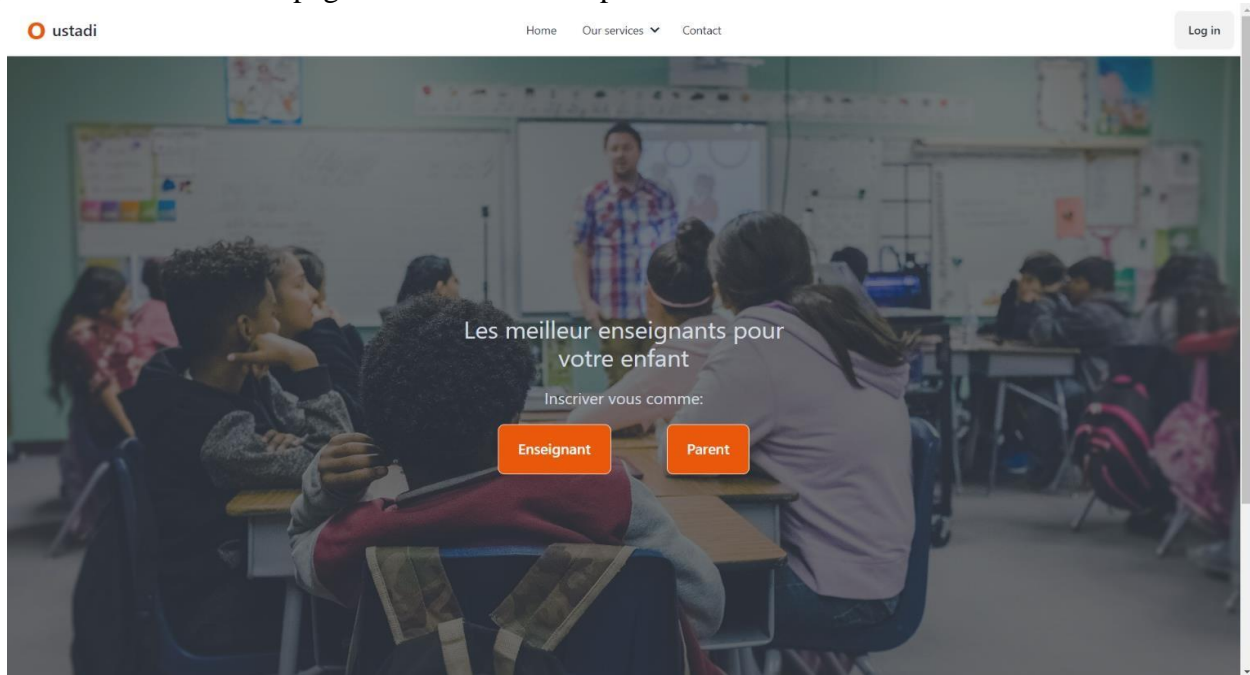 O ustadi
Home Our services Contact
Log in
Les meilleur enseignants pour
votre enfant
Inscriver vous comme:
Enseignant Parent